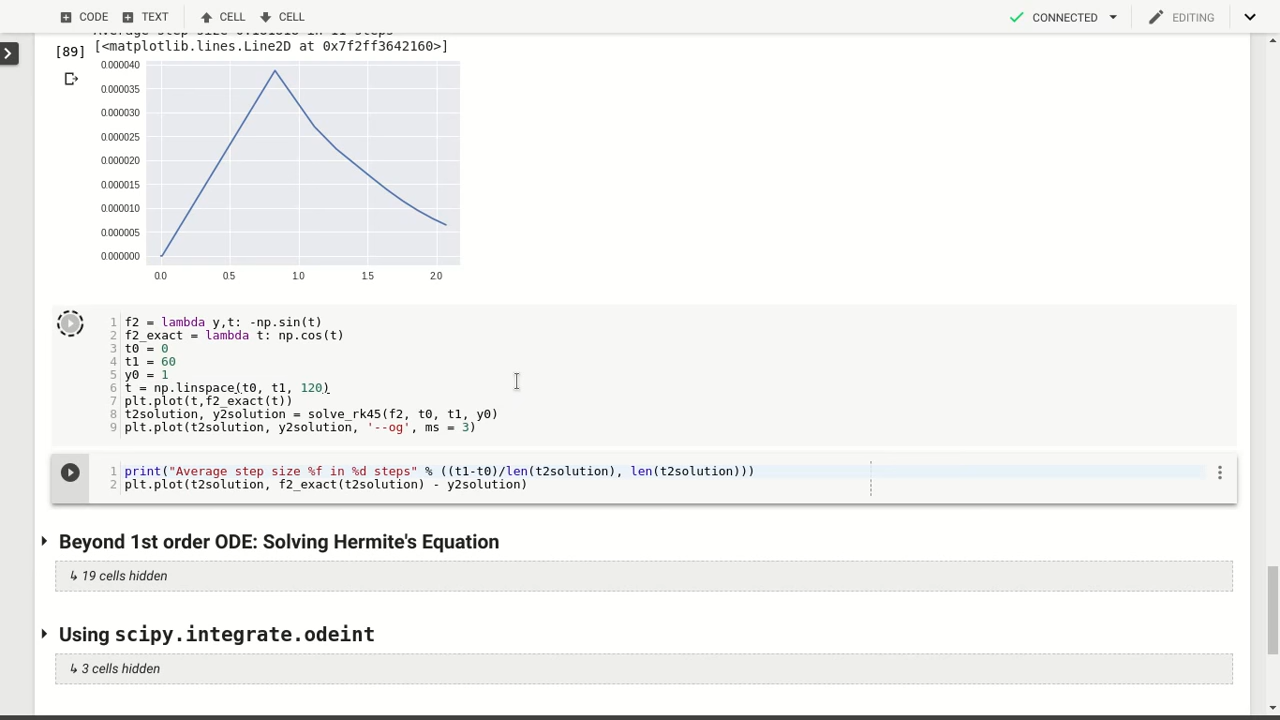 CODE TEXT CELL CELL CONNECTED EDITING
[89] [<matplotlib.lines.Line2D at 0x7f2ff3642160>]
0.000040
0.000035
0.000030
0.000025
0.000020
0.000015
0.000010
0.000005
0.000000
0.0 0.5 1.0 1.5 2.0
1 f2 = lambda y,t: -np.sin(t)
2 f2_exact = lambda t: np.cos(t)
3 t0 = 0
4 t1 = 60
5 y0 = 1
6 t = np.linspace(t0, t1, 120)
7 plt.plot(t,f2_exact(t))
8 t2solution, y2solution = solve_rk45(f2, t0, t1, y0)
9 plt.plot(t2solution, y2solution, '--og', ms = 3)
1 print("Average step size %f in %d steps" % ((t1-t0)/len(t2solution), len(t2solution)))
2 plt.plot(t2solution, f2_exact(t2solution) - y2solution)
Beyond 1st order ODE: Solving Hermite's Equation
↳ 19 cells hidden
Using scipy.integrate.odeint
↳ 3 cells hidden